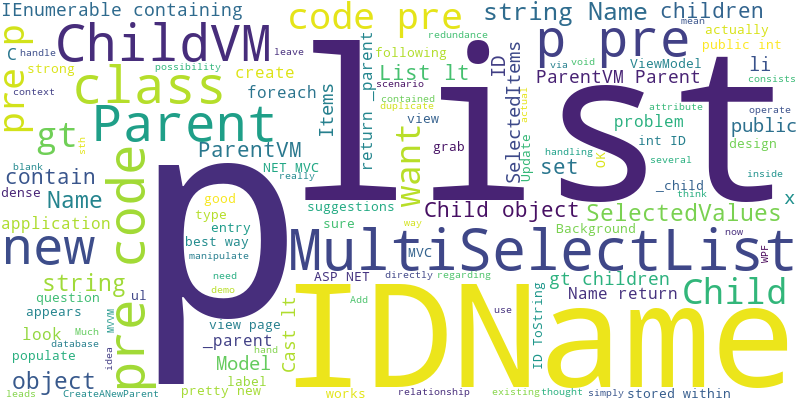 IEnumerable containing
code pre
string Name
children
C
handle
possibility
leave
redundance
mean
actually
ChildVM
list
p pre
public int
strong
following
via
void
ViewModel
context
create
List lt
ID
ParentVM Parent
li
consists
pre p
class
foreach
Items
return _parent
scenario
contained
duplicate
SelectedItems
Update
actual
attribute
operate
Parent
view
problem
public
gt
sth
ParentVM
Want
grab
handling
OK
int ID
design
blank
NET MVC
really
several
contain
p
set
_child
inside
dense
Name
good
suggestions
Child object
think
x
application
type
sure
way
SelectedValues
code
entry
Background
new
best way
MultiSelectList
MVC
WPF
now
manipulate
ASP NET
directly
regarding
string
need
IDName
gt children
Child
question
ul
demo
Cast lt
Add
ID ToString
Name return
appears
MVVM
Much
view page
use
look
database
_parent
hand
populate
idea
Model
pre
object
label
leads
CreateANewParent
pretty new
works
relationship
existing
thought
simply
stored within